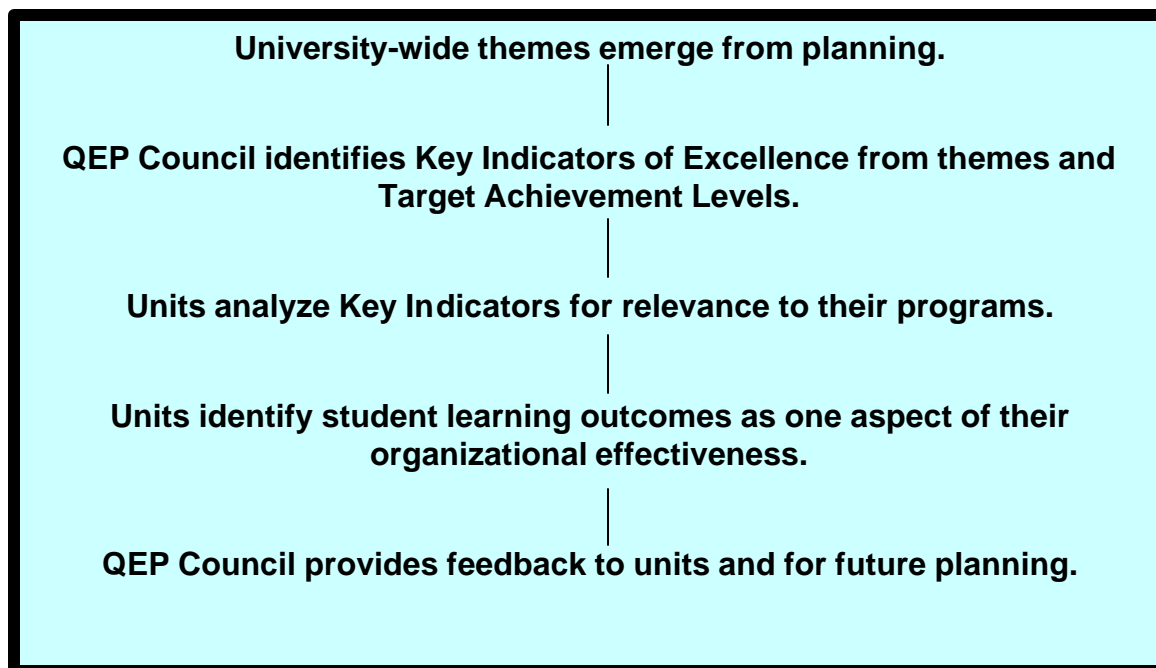 University-wide themes emerge from planning.
QEP Council identifies Key Indicators of Excellence from themes and
Target Achievement Levels.
Units analyze Key Indicators for relevance to their programs.
Units identify student learning outcomes as one aspect of their
organizational effectiveness.
QEP Council provides feedback to units and for future planning.